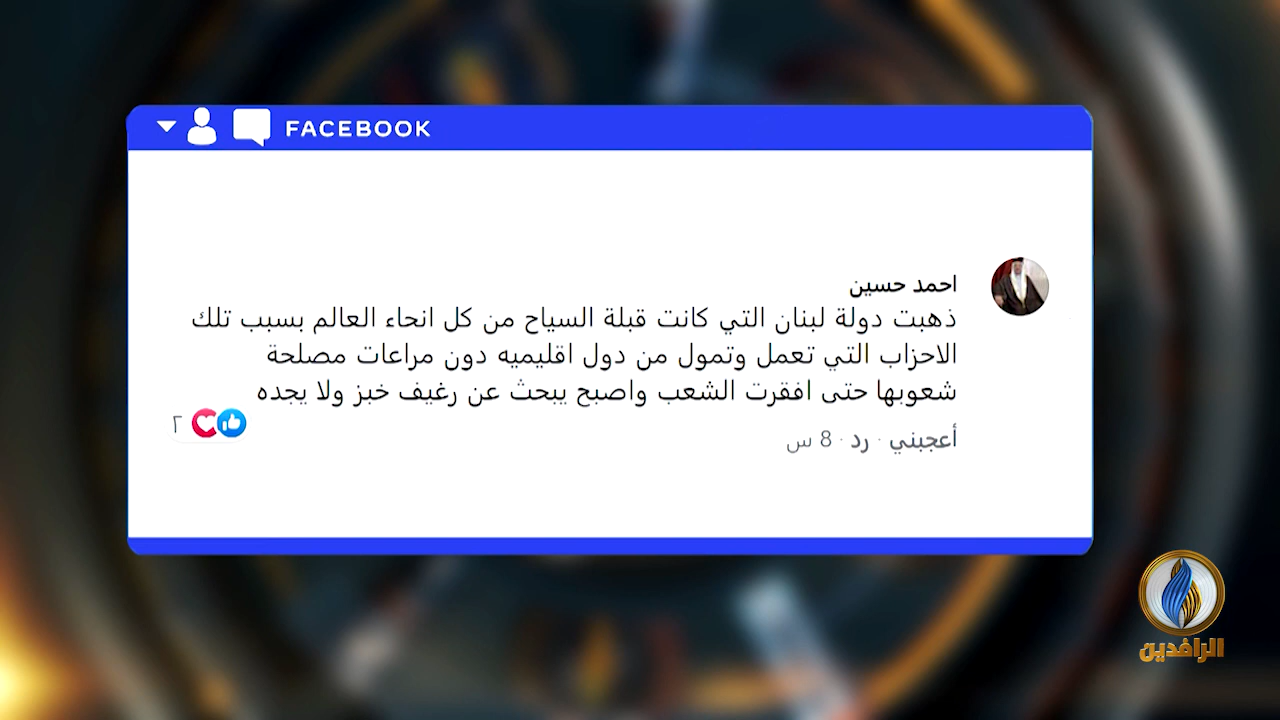 FACEBOOK
احمد حسين
ذهبت دولة لبنان التي كانت قبلة السياح من كل انحاء العالم بسبب تلك
الاحزاب التي تعمل وتمول من دول اقليميه دون مراعات مصلحة
شعوبها حتى افقرت الشعب واصبح يبحث عن رغيف خبز ولا يجده
أعجبني · رد · 8 س
٢
الرافدين